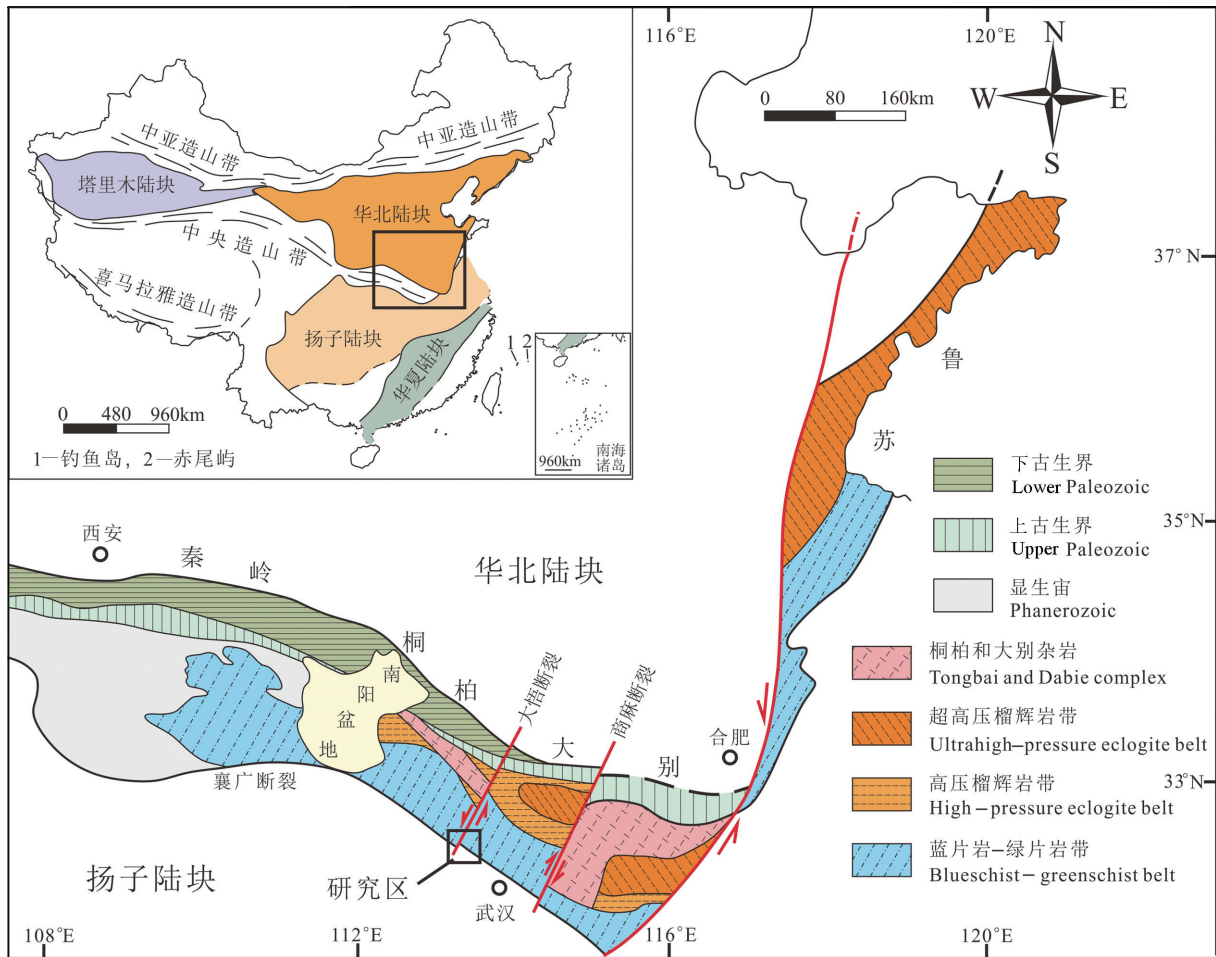 116°E
120°E
N
W
E
S
0 80 160km
37°N
35°N
33°N
中亚造山带
中亚造山带
塔里木陆块
华北陆块
中央造山带
喜马拉雅造山带
扬子陆块
华夏陆块
1 2
0 480 960km
1—钓鱼岛，2—赤尾屿
960km
南海
诸岛
西安
秦岭
华北陆块
桐柏
大别
南阳盆地
大悟断裂
商麻断裂
合肥
襄广断裂
扬子陆块
研究区
武汉
鲁
苏
下古生界
Lower Paleozoic
上古生界
Upper Paleozoic
显生宙
Phanerozoic
桐柏和大别杂岩
Tongbai and Dabie complex
超高压榴辉岩带
Ultrahigh–pressure eclogite belt
高压榴辉岩带
High–pressure eclogite belt
蓝片岩–绿片岩带
Blueschist–greenschist belt
108°E
112°E
116°E
120°E